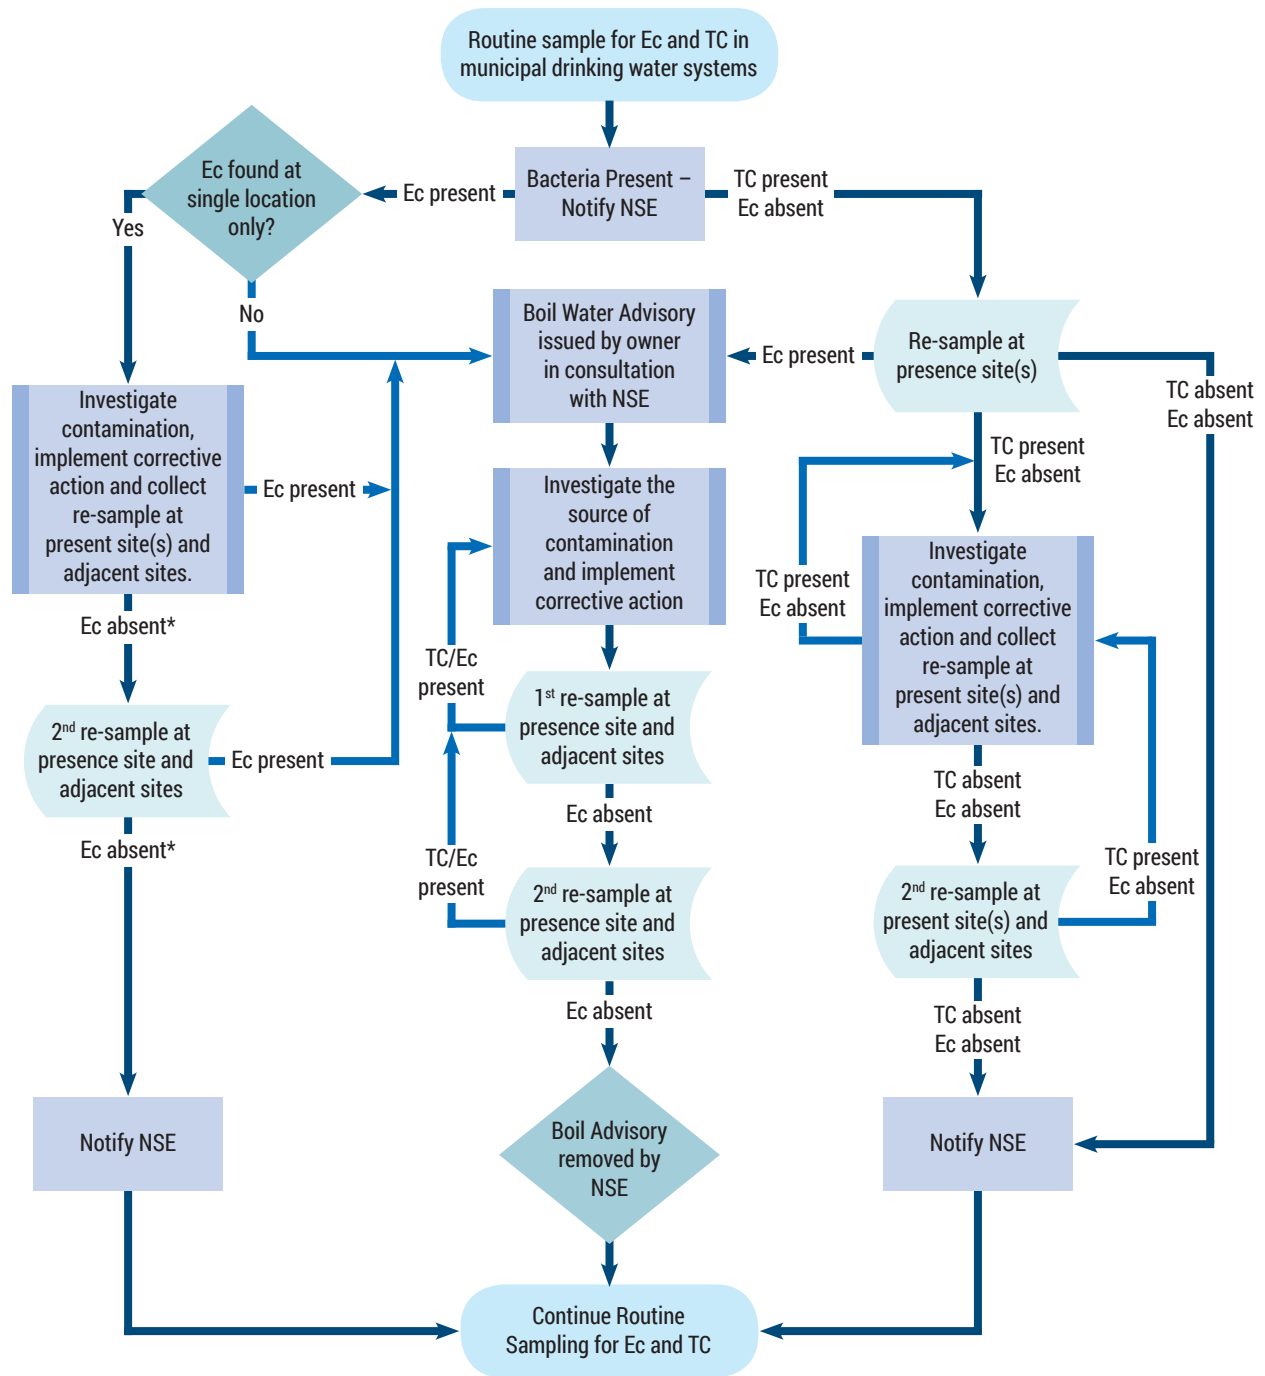 Routine sample for Ec and TC in
municipal drinking water systems
Ec found at
single location
only?
Ec present
Bacteria Present –
Notify NSE
TC present
Ec absent
Yes
No
Boil Water Advisory
issued by owner
in consultation
with NSE
Ec present
Re-sample at
presence site(s)
TC absent
Ec absent
Investigate
contamination,
implement corrective
action and collect
re-sample at
present site(s) and
adjacent sites.
Ec present
TC present
Ec absent
Investigate the
source of
contamination
and implement
corrective action
TC present
Ec absent
Investigate
contamination,
implement corrective
action and collect
re-sample at
present site(s) and
adjacent sites.
Ec absent*
TC/Ec
present
1st re-sample at
presence site and
adjacent sites
2nd re-sample at
presence site and
adjacent sites
Ec present
TC absent
Ec absent
Ec absent
Ec absent*
TC/Ec
present
2nd re-sample at
presence site and
adjacent sites
2nd re-sample at
present site(s) and
adjacent sites
TC present
Ec absent
Ec absent
TC absent
Ec absent
Notify NSE
Boil Advisory
removed by
NSE
Notify NSE
Continue Routine
Sampling for Ec and TC